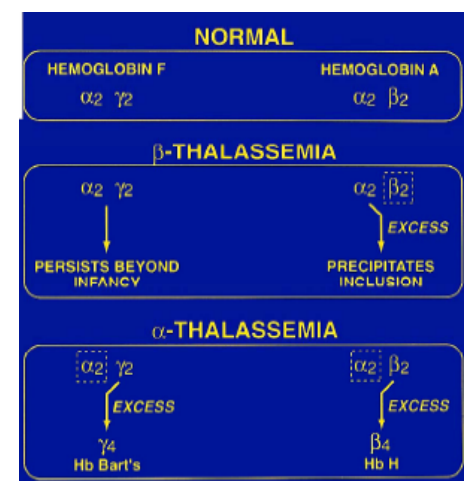 NORMAL
HEMOGLOBIN F HEMOGLOBIN A
α2 γ2 α2 β2
β-THALASSEMIA
α2 γ2 α2 β2
EXCESS
PERSISTS BEYOND PRECIPITATES
INFANCY INCLUSION
α-THALASSEMIA
α2 γ2 α2 β2
EXCESS EXCESS
γ4 β4
Hb Bart's Hb H